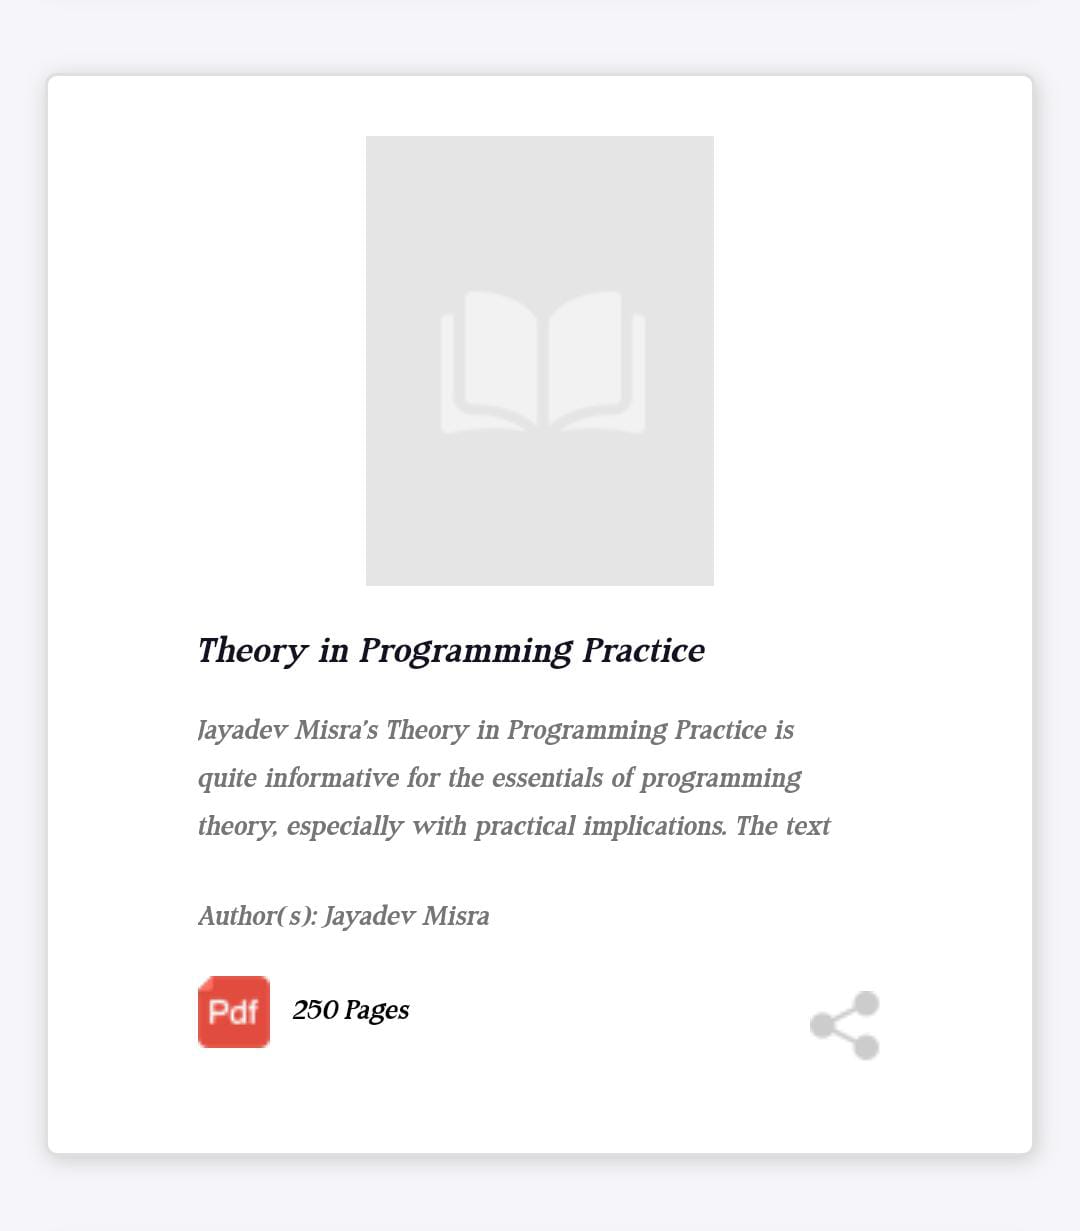 Theory in Programming Practice
Jayadev Misra's Theory in Programming Practice is
quite informative for the essentials of programming
theory, especially with practical implications. The text
Author(s): Jayadev Misra
Pdf
250 Pages